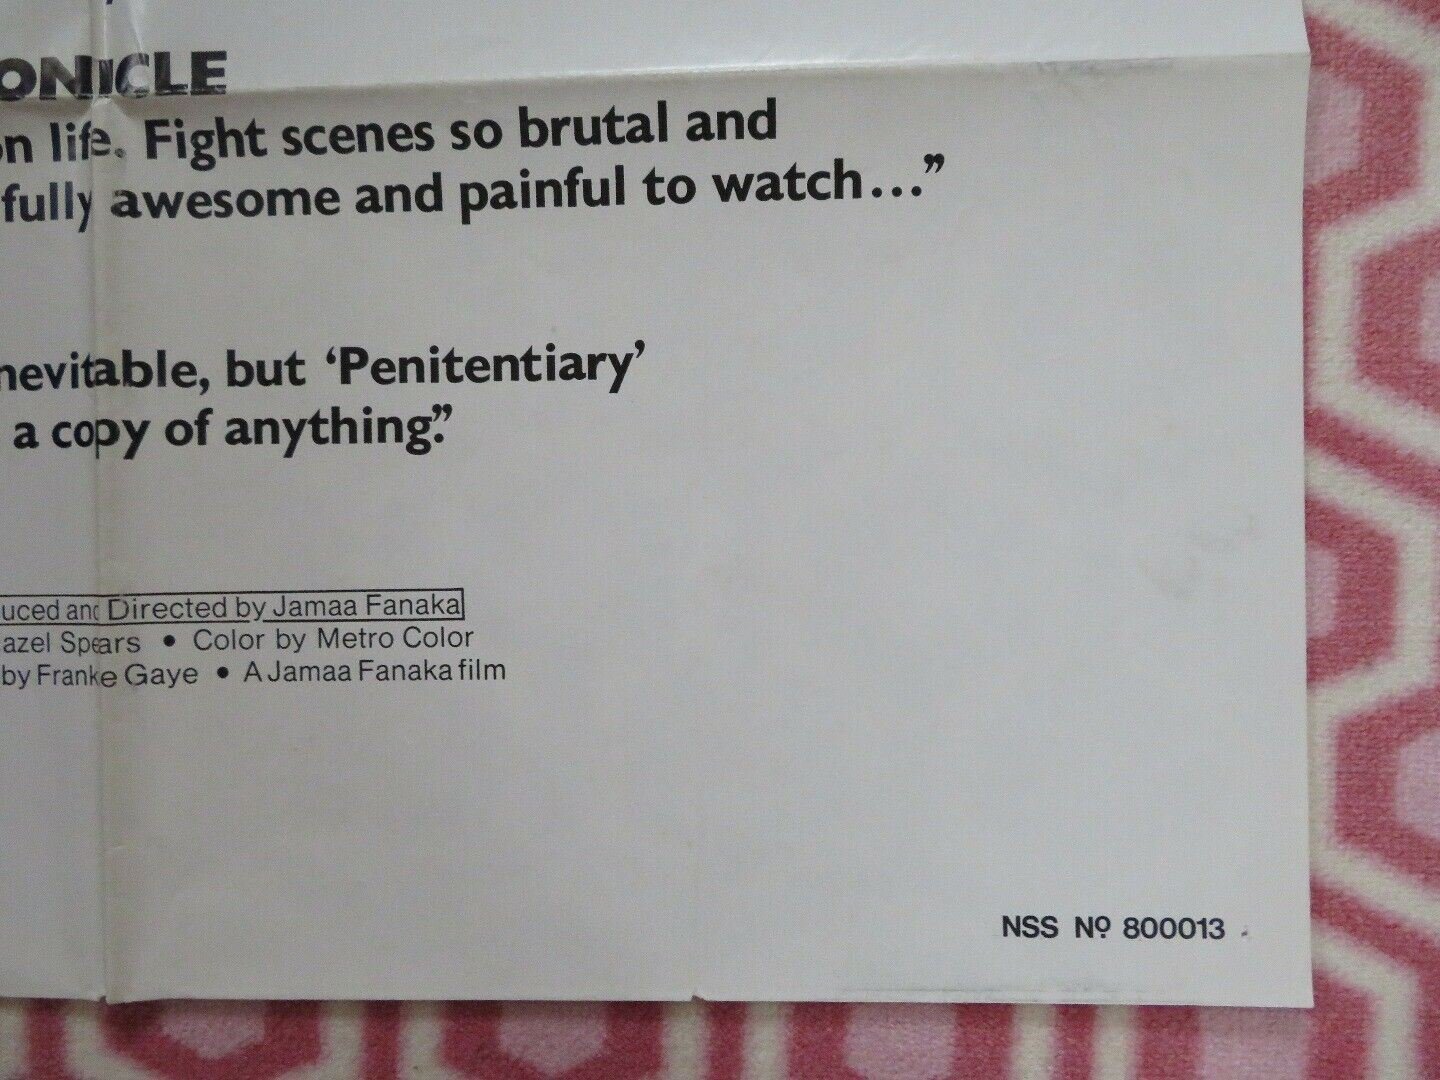 ONICLE
on life. Fight scenes so brutal and
fully awesome and painful to watch...”
nevitable, but ‘Penitentiary’
a copy of anything.”
uced and Directed by Jamaa Fanaka
azel Spears • Color by Metro Color
by Franke Gaye • A Jamaa Fanaka film
NSS Nº 800013